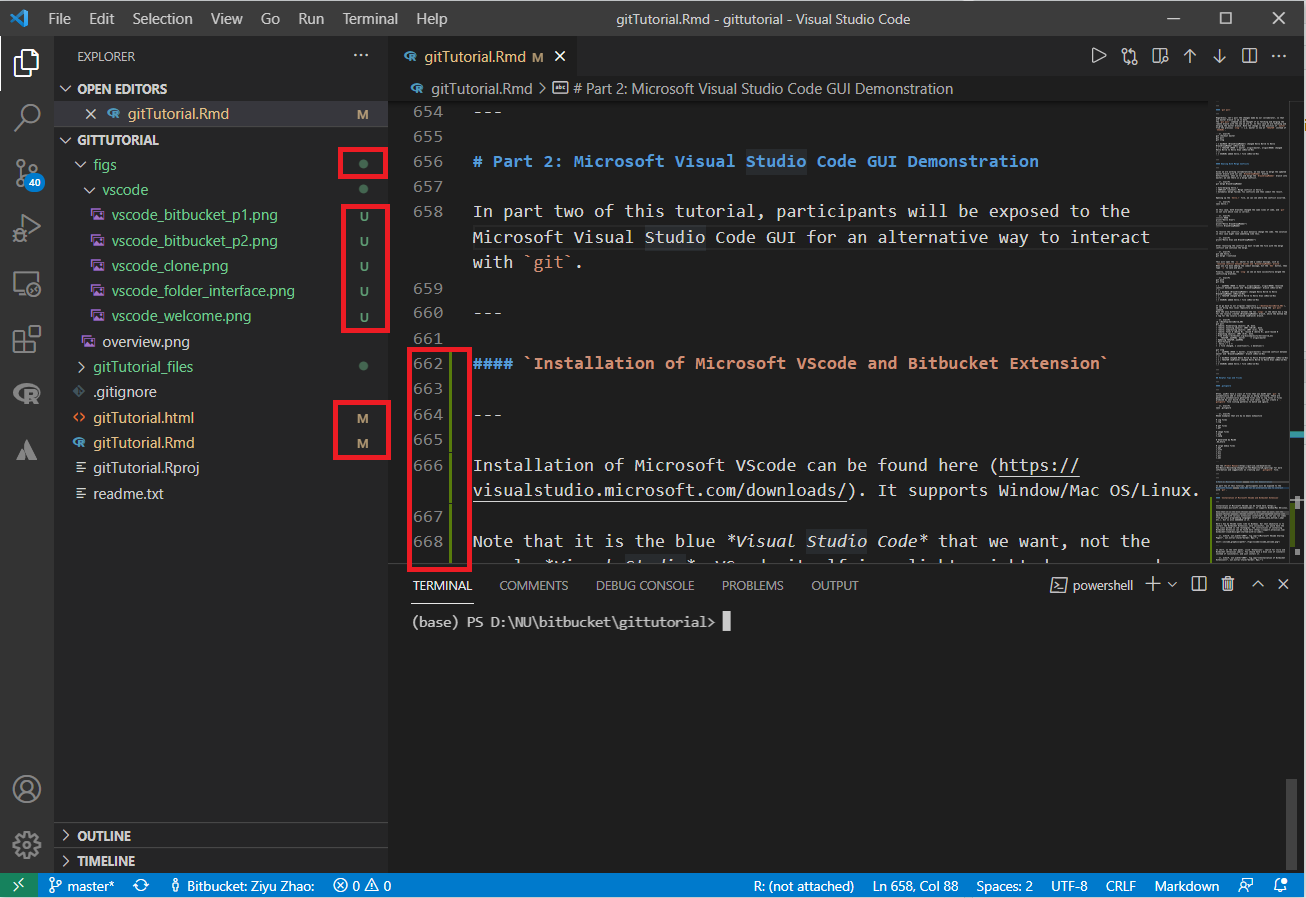 File Edit Selection View Go Run Terminal Help
gitTutorial.Rmd - gittutorial - Visual Studio Code
EXPLORER
OPEN EDITORS
gitTutorial.Rmd M
GITTUTORIAL
figs
vscode
vscode_bitbucket_p1.png U
vscode_bitbucket_p2.png U
vscode_clone.png U
vscode_folder_interface.png U
vscode_welcome.png U
overview.png
gitTutorial_files
.gitignore
gitTutorial.html M
gitTutorial.Rmd M
gitTutorial.Rproj
readme.txt
40
OUTLINE
TIMELINE
gitTutorial.Rmd M
gitTutorial.Rmd > # Part 2: Microsoft Visual Studio Code GUI Demonstration
654 ---
655
656 # Part 2: Microsoft Visual Studio Code GUI Demonstration
657
658 In part two of this tutorial, participants will be exposed to the
Microsoft Visual Studio Code GUI for an alternative way to interact
with `git`.
659
660 ---
661
662 #### `Installation of Microsoft VScode and Bitbucket Extension`
663
664 ---
665
666 Installation of Microsoft VScode can be found here (https://
visualstudio.microsoft.com/downloads/). It supports Window/Mac OS/Linux.
667
668 Note that it is the blue *Visual Studio Code* that we want, not the
TERMINAL COMMENTS DEBUG CONSOLE PROBLEMS OUTPUT
powershell
(base) PS D:\NU\bitbucket\gittutorial>
master* Bitbucket: Ziyu Zhao: 0 0 R: (not attached) Ln 658, Col 88 Spaces: 2 UTF-8 CRLF Markdown